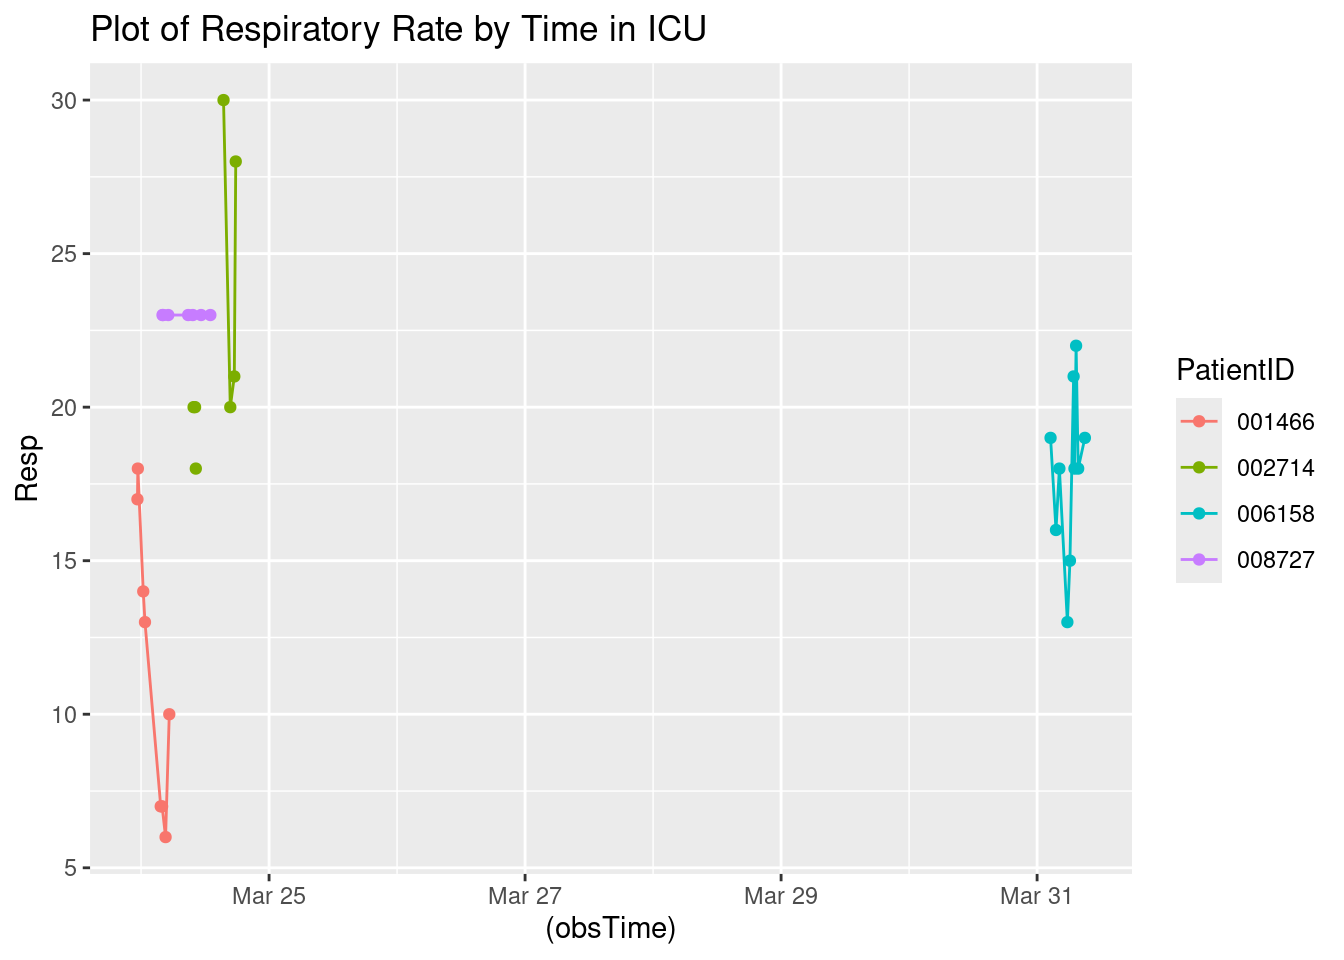 Plot of Respiratory Rate by Time in ICU
30
25
20
15
10
5
Resp
Mar 25
Mar 27
Mar 29
Mar 31
(obsTime)
PatientID
001466
002714
006158
008727